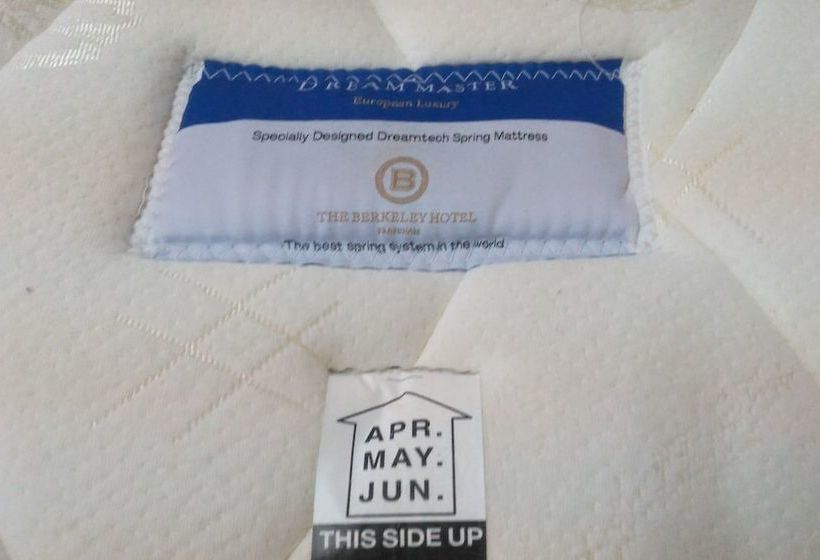 DREAM MASTER
European Luxury
Specially Designed Dreamtech Spring Mattress
B
THE BERKELEY HOTEL
PRATUNAM
The best spring system in the world
APR.
MAY.
JUN.
THIS SIDE UP